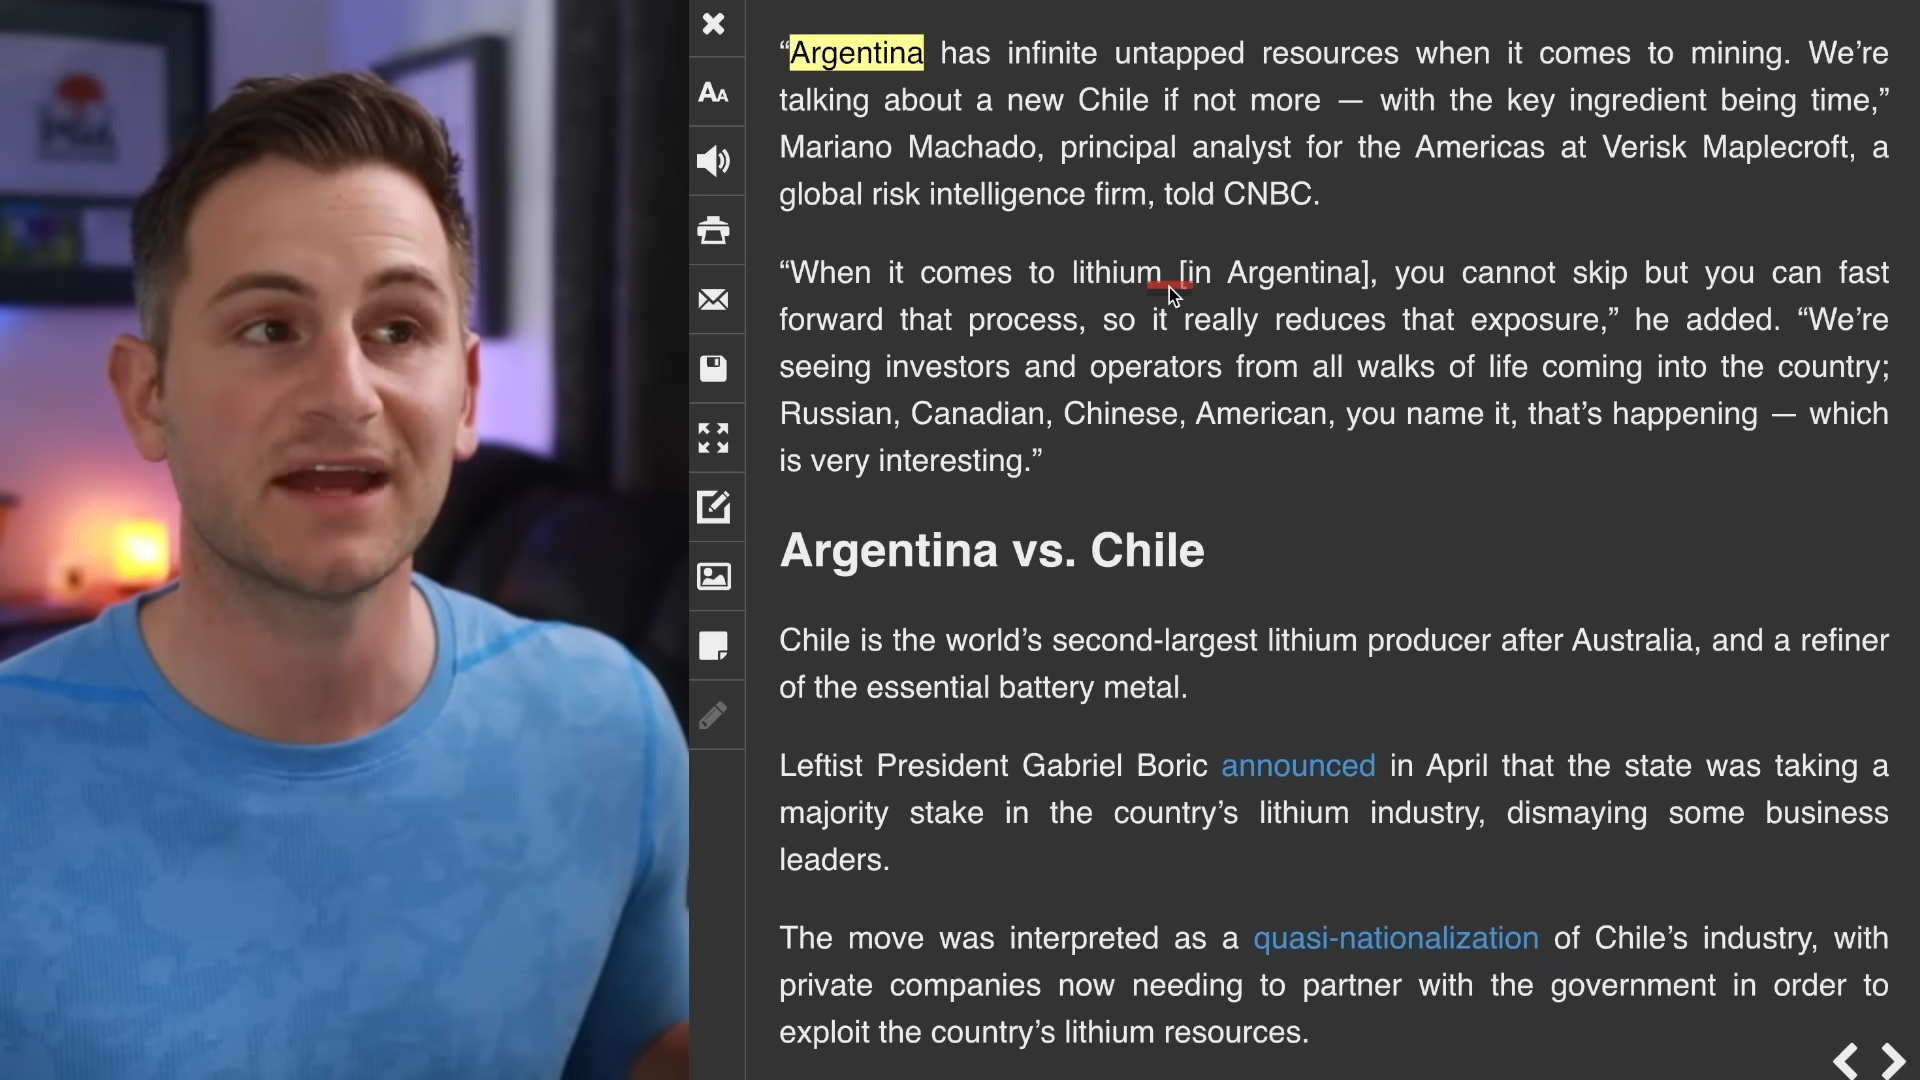 “Argentina has infinite untapped resources when it comes to mining. We’re
talking about a new Chile if not more — with the key ingredient being time,”
Mariano Machado, principal analyst for the Americas at Verisk Maplecroft, a
global risk intelligence firm, told CNBC.
“When it comes to lithium [in Argentina], you cannot skip but you can fast
forward that process, so it really reduces that exposure,” he added. “We’re
seeing investors and operators from all walks of life coming into the country;
Russian, Canadian, Chinese, American, you name it, that’s happening — which
is very interesting.”
Argentina vs. Chile
Chile is the world’s second-largest lithium producer after Australia, and a refiner
of the essential battery metal.
Leftist President Gabriel Boric announced in April that the state was taking a
majority stake in the country’s lithium industry, dismaying some business
leaders.
The move was interpreted as a quasi-nationalization of Chile’s industry, with
private companies now needing to partner with the government in order to
exploit the country’s lithium resources.